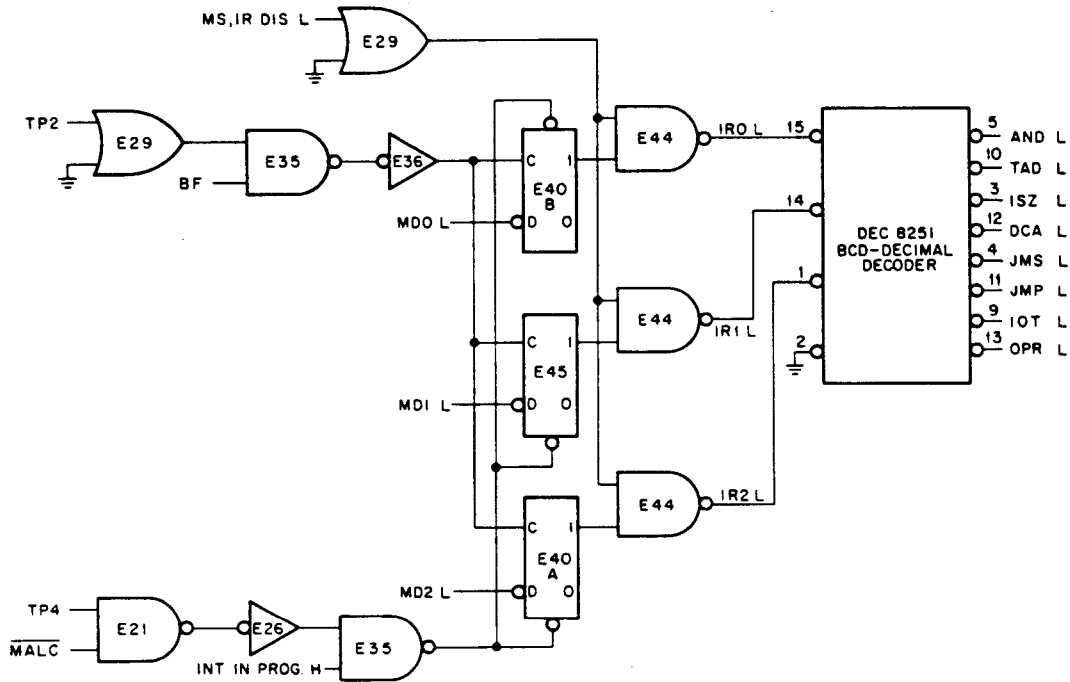 MS, IR DIS L
E29
TP2
E29
E35
BF
E36
C 1
E40
B
D 0
MD0 L
E44
IR0 L
15
14
1
2
DEC 8251
BCD-DECIMAL
DECODER
5 AND L
10 TAD L
3 ISZ L
12 DCA L
4 JMS L
11 JMP L
9 IOT L
13 OPR L
C 1
E45
D 0
MD1 L
E44
IR1 L
C 1
E40
A
D 0
MD2 L
E44
IR2 L
TP4
MALC
E21
E26
E35
INT IN PROG. H